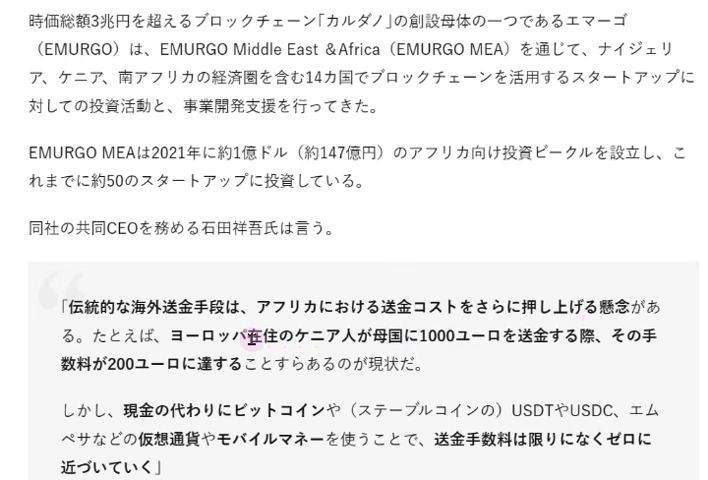 時価総額3兆円を超えるブロックチェーン「カルダノ」の創設母体の一つであるエマーゴ
（EMURGO）は、EMURGO Middle East &Africa（EMURGO MEA）を通じて、ナイジェリ
ア、ケニア、南アフリカの経済圏を含む14カ国でブロックチェーンを活用するスタートアップに
対しての投資活動と、事業開発支援を行ってきた。
EMURGO MEAは2021年に約1億ドル（約147億円）のアフリカ向け投資ビークルを設立し、こ
れまでに約50のスタートアップに投資している。
同社の共同CEOを務める石田祥吾氏は言う。
「伝統的な海外送金手段は、アフリカにおける送金コストをさらに押し上げる懸念があ
る。たとえば、ヨーロッパ在住のケニア人が母国に1000ユーロを送金する際、その手
数料が200ユーロに達することすらあるのが現状だ。
しかし、現金の代わりにビットコインや（ステーブルコインの）USDTやUSDC、エム
ペサなどの仮想通貨やモバイルマネーを使うことで、送金手数料は限りになくゼロに
近づいていく」